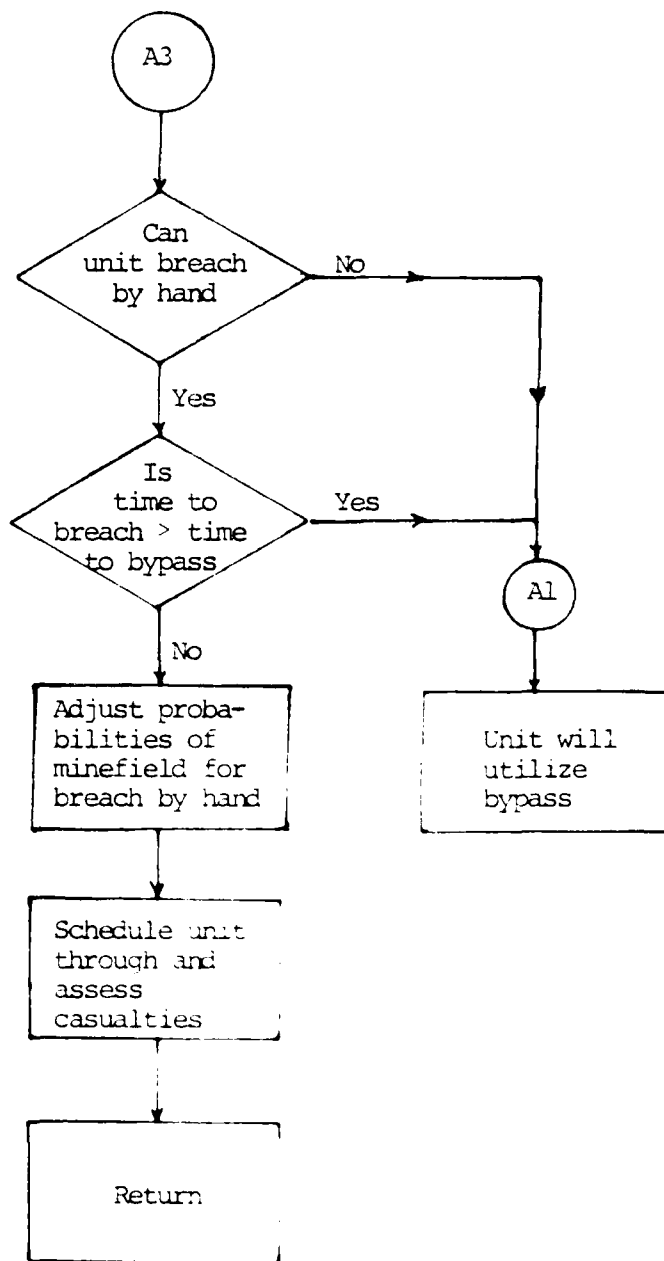 A3
Can
unit breach
by hand
No
Yes
Is
time to
breach > time
to bypass
Yes
No
A1
Adjust proba-
bilities of
minefield for
breach by hand
Unit will
utilize
bypass
Schedule unit
through and
assess
casualties
Return